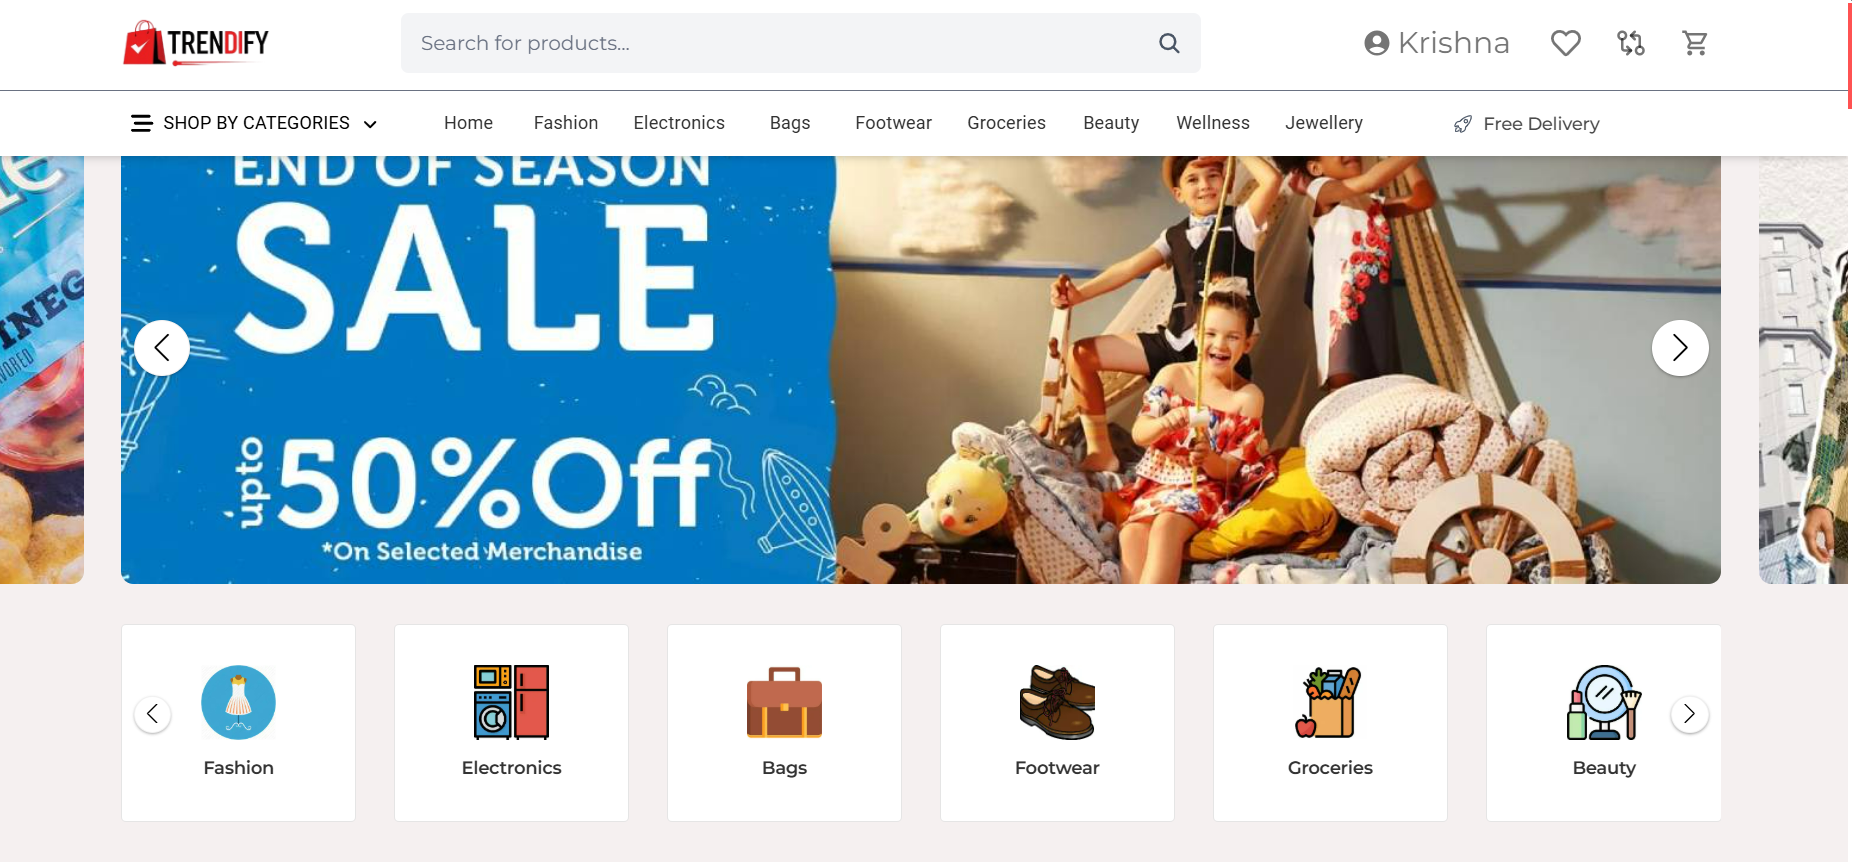 TRENDIFY
Search for products...
Krishna
SHOP BY CATEGORIES
Home
Fashion
Electronics
Bags
Footwear
Groceries
Beauty
Wellness
Jewellery
Free Delivery
END OF SEASON
SALE
upto
50%Off
*On Selected Merchandise
Fashion
Electronics
Bags
Footwear
Groceries
Beauty